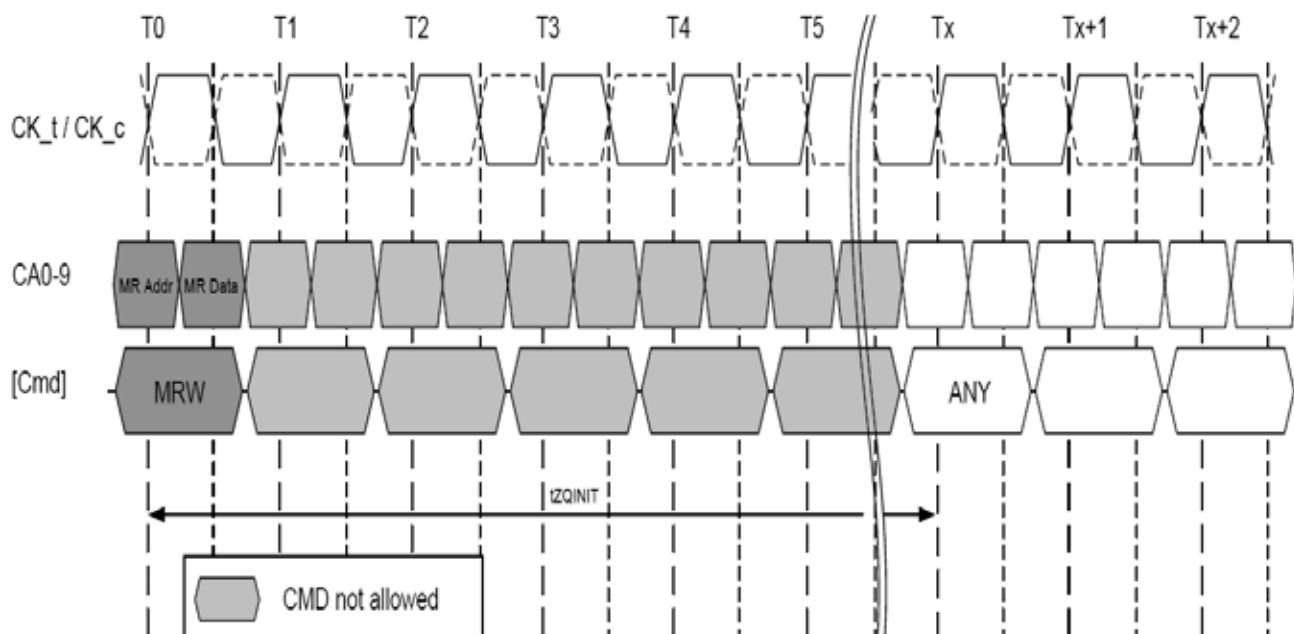 T0 T1 T2 T3 T4 T5 Tx Tx+1 Tx+2
CK_t / CK_c
CA0-9 MR Addr MR Data
[Cmd] MRW ANY
tZQINIT
CMD not allowed